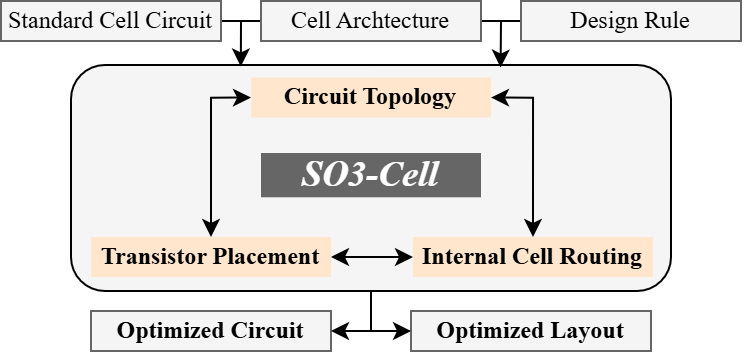 Standard Cell Circuit
Cell Archtecture
Design Rule
Circuit Topology
SO3-Cell
Transistor Placement
Internal Cell Routing
Optimized Circuit
Optimized Layout